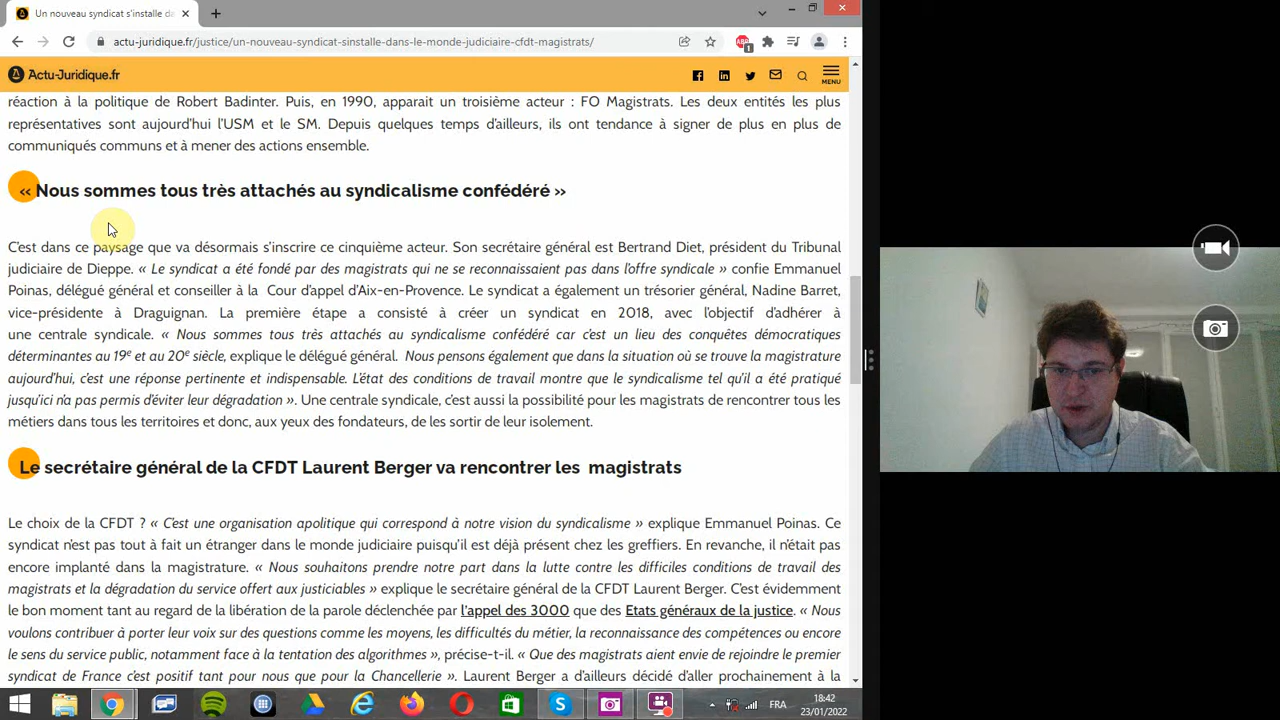 Un nouveau syndicat s'installe da
actu-juridique.fr/justice/un-nouveau-syndicat-sinstalle-dans-le-monde-judiciaire-cfdt-magistrats/
ABP
1
Actu-Juridique.fr
MENU
réaction à la politique de Robert Badinter. Puis, en 1990, apparait un troisième acteur : FO Magistrats. Les deux entités les plus
représentatives sont aujourd'hui l'USM et le SM. Depuis quelques temps d'ailleurs, ils ont tendance à signer de plus en plus de
communiqués communs et à mener des actions ensemble.
« Nous sommes tous très attachés au syndicalisme confédéré »
C'est dans ce paysage que va désormais s'inscrire ce cinquième acteur. Son secrétaire général est Bertrand Diet, président du Tribunal
judiciaire de Dieppe. « Le syndicat a été fondé par des magistrats qui ne se reconnaissaient pas dans l'offre syndicale » confie Emmanuel
Poinas, délégué général et conseiller à la Cour d'appel d'Aix-en-Provence. Le syndicat a également un trésorier général, Nadine Barret,
vice-présidente à Draguignan. La première étape a consisté à créer un syndicat en 2018, avec l'objectif d'adhérer à
une centrale syndicale. « Nous sommes tous très attachés au syndicalisme confédéré car c'est un lieu des conquêtes démocratiques
déterminantes au 19e et au 20e siècle, explique le délégué général. Nous pensons également que dans la situation où se trouve la magistrature
aujourd'hui, c'est une réponse pertinente et indispensable. L'état des conditions de travail montre que le syndicalisme tel qu'il a été pratiqué
jusqu'ici n'a pas permis d'éviter leur dégradation ». Une centrale syndicale, c'est aussi la possibilité pour les magistrats de rencontrer tous les
métiers dans tous les territoires et donc, aux yeux des fondateurs, de les sortir de leur isolement.
Le secrétaire général de la CFDT Laurent Berger va rencontrer les magistrats
Le choix de la CFDT ? « C'est une organisation apolitique qui correspond à notre vision du syndicalisme » explique Emmanuel Poinas. Ce
syndicat n'est pas tout à fait un étranger dans le monde judiciaire puisqu'il est déjà présent chez les greffiers. En revanche, il n'était pas
encore implanté dans la magistrature. « Nous souhaitons prendre notre part dans la lutte contre les difficiles conditions de travail des
magistrats et la dégradation du service offert aux justiciables » explique le secrétaire général de la CFDT Laurent Berger. C'est évidemment
le bon moment tant au regard de la libération de la parole déclenchée par l'appel des 3000 que des Etats généraux de la justice. « Nous
voulons contribuer à porter leur voix sur des questions comme les moyens, les difficultés du métier, la reconnaissance des compétences ou encore
le sens du service public, notamment face à la tentation des algorithmes », précise-t-il. « Que des magistrats aient envie de rejoindre le premier
syndicat de France c'est positif tant pour nous que pour la Chancellerie ». Laurent Berger a d'ailleurs décidé d'aller prochainement à la
FR
18:42
23/01/2022